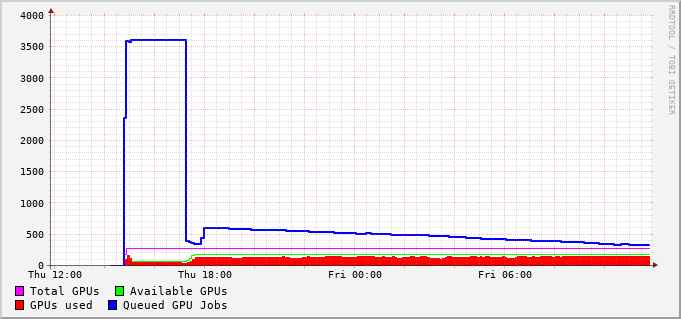 4000
3500
3000
2500
2000
1500
1000
500
0
Thu 12:00 Thu 18:00 Fri 00:00 Fri 06:00
Total GPUs Available GPUs
GPUs used Queued GPU Jobs
RRDTOOL / TOBI OETIKER